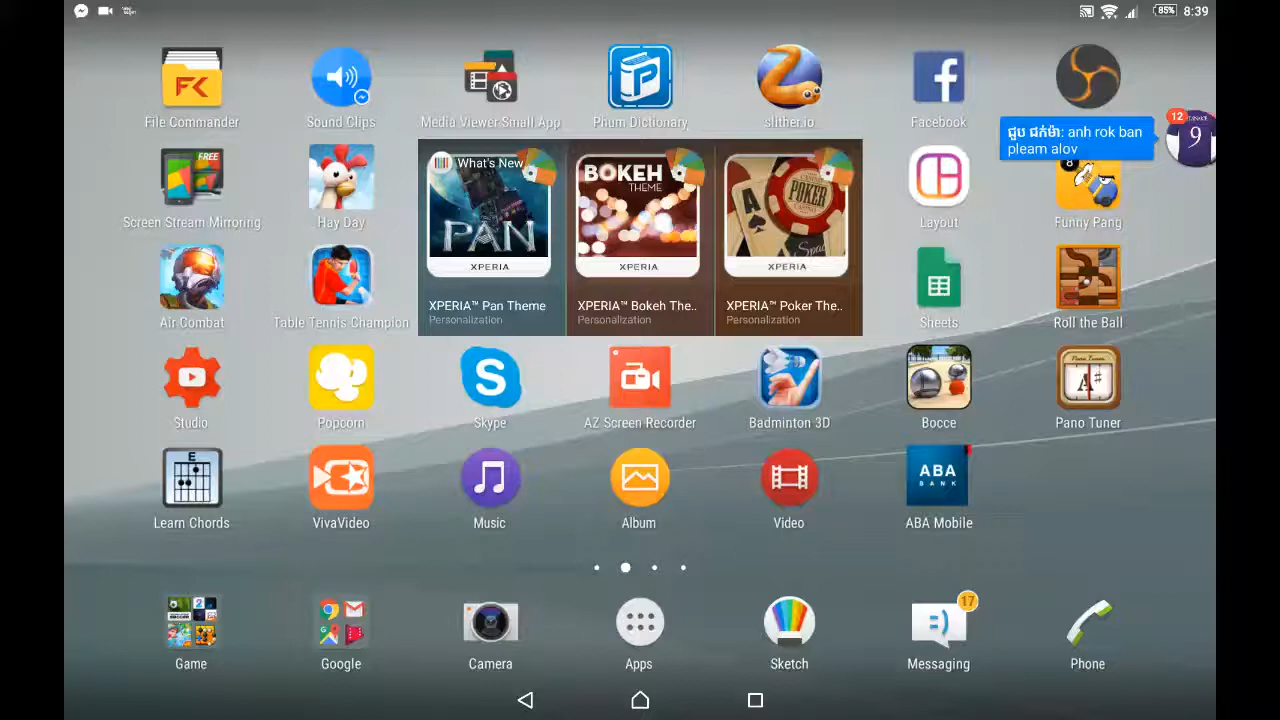 85% 8:39
File Commander
Sound Clips
Media Viewer Small App
Phum Dictionary
slither.io
Facebook
12
ជួប ជក់ម៉ា: anh rok ban
pleam alov
9
FREE
Screen Stream Mirroring
Hay Day
What's New
PAN
XPERIA
XPERIA™ Pan Theme
Personalization
BOKEH
THEME
XPERIA
XPERIA™ Bokeh The..
Personalization
POKER
XPERIA
XPERIA™ Poker The..
Personalization
Layout
8
Funny Pang
Air Combat
Table Tennis Champion
Sheets
Roll the Ball
Studio
Popcorn
Skype
AZ Screen Recorder
Badminton 3D
Bocce
A#
Pano Tuner
E
Learn Chords
VivaVideo
Music
Album
Video
ABA
BANK
ABA Mobile
Game
Google
Camera
Apps
Sketch
17
Messaging
Phone